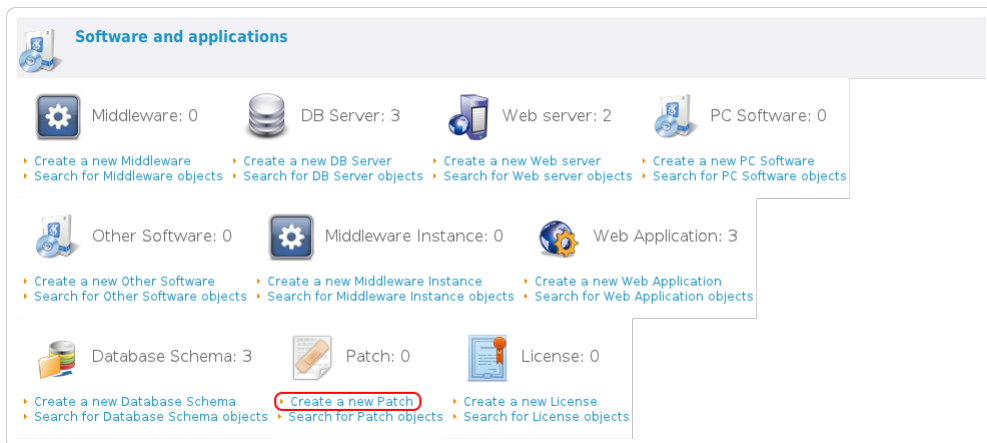 Software and applications
Middleware: 0 DB Server: 3 Web server: 2 PC Software: 0
Create a new Middleware Create a new DB Server Create a new Web server Create a new PC Software
Search for Middleware objects Search for DB Server objects Search for Web server objects Search for PC Software objects
Other Software: 0 Middleware Instance: 0 Web Application: 3
Create a new Other Software Create a new Middleware Instance Create a new Web Application
Search for Other Software objects Search for Middleware Instance objects Search for Web Application objects
Database Schema: 3 Patch: 0 License: 0
Create a new Database Schema Create a new Patch Create a new License
Search for Database Schema objects Search for Patch objects Search for License objects